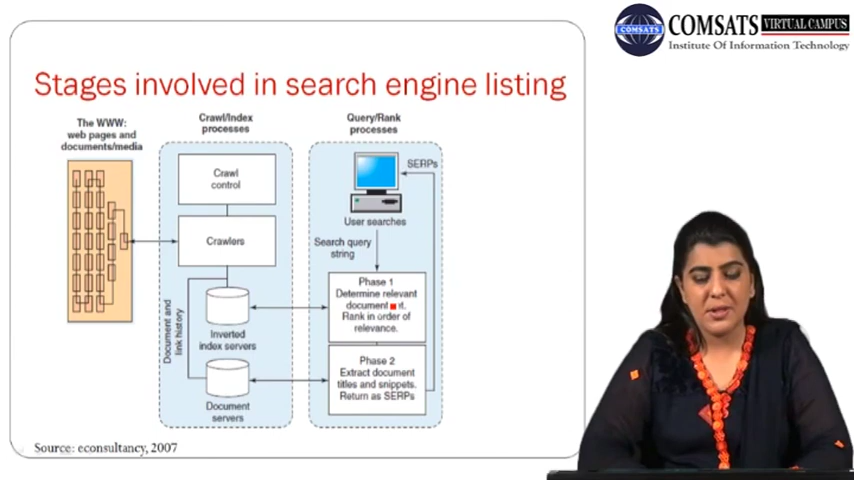 COMSATS VIRTUAL CAMPUS
Institute Of Information Technology
Stages involved in search engine listing
The WWW:
web pages and
documents/media
Crawl/Index
processes
Query/Rank
processes
Crawl
control
Crawlers
Document and
link history
Inverted
index servers
Document
servers
SERPs
User searches
Search query
string
Phase 1
Determine relevant
document
Rank in order of
relevance.
Phase 2
Extract document
titles and snippets.
Return as SERPs
Source: econsultancy, 2007